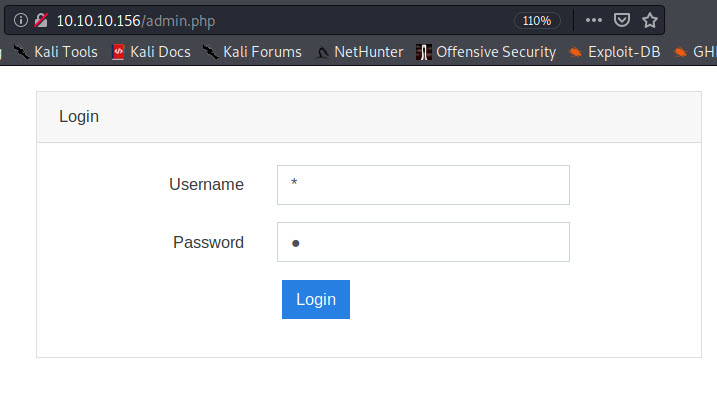 10.10.10.156/admin.php 110%
Kali Tools Kali Docs Kali Forums NetHunter Offensive Security Exploit-DB GH
Login
Username *
Password ●
Login